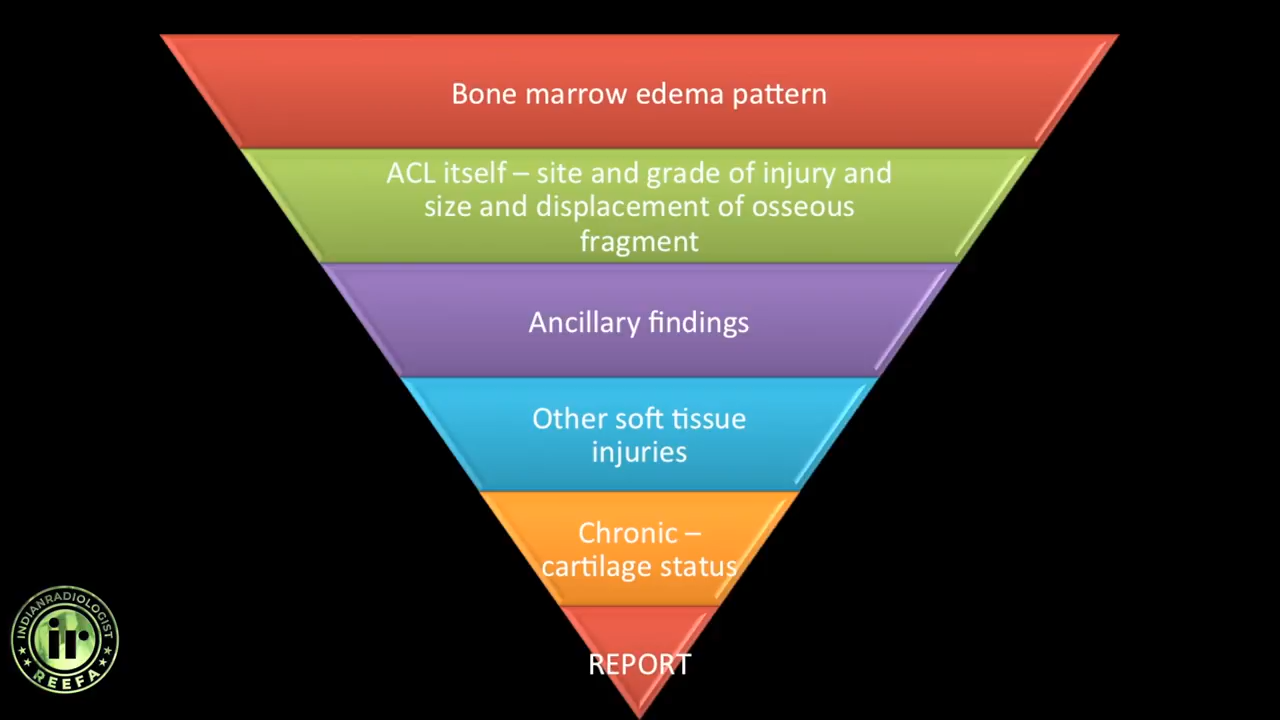 Bone marrow edema pattern
ACL itself – site and grade of injury and
size and displacement of osseous
fragment
Ancillary findings
Other soft tissue
injuries
Chronic –
cartilage status
REPORT
INDIANRADIOLOGIST
ir
REEFA